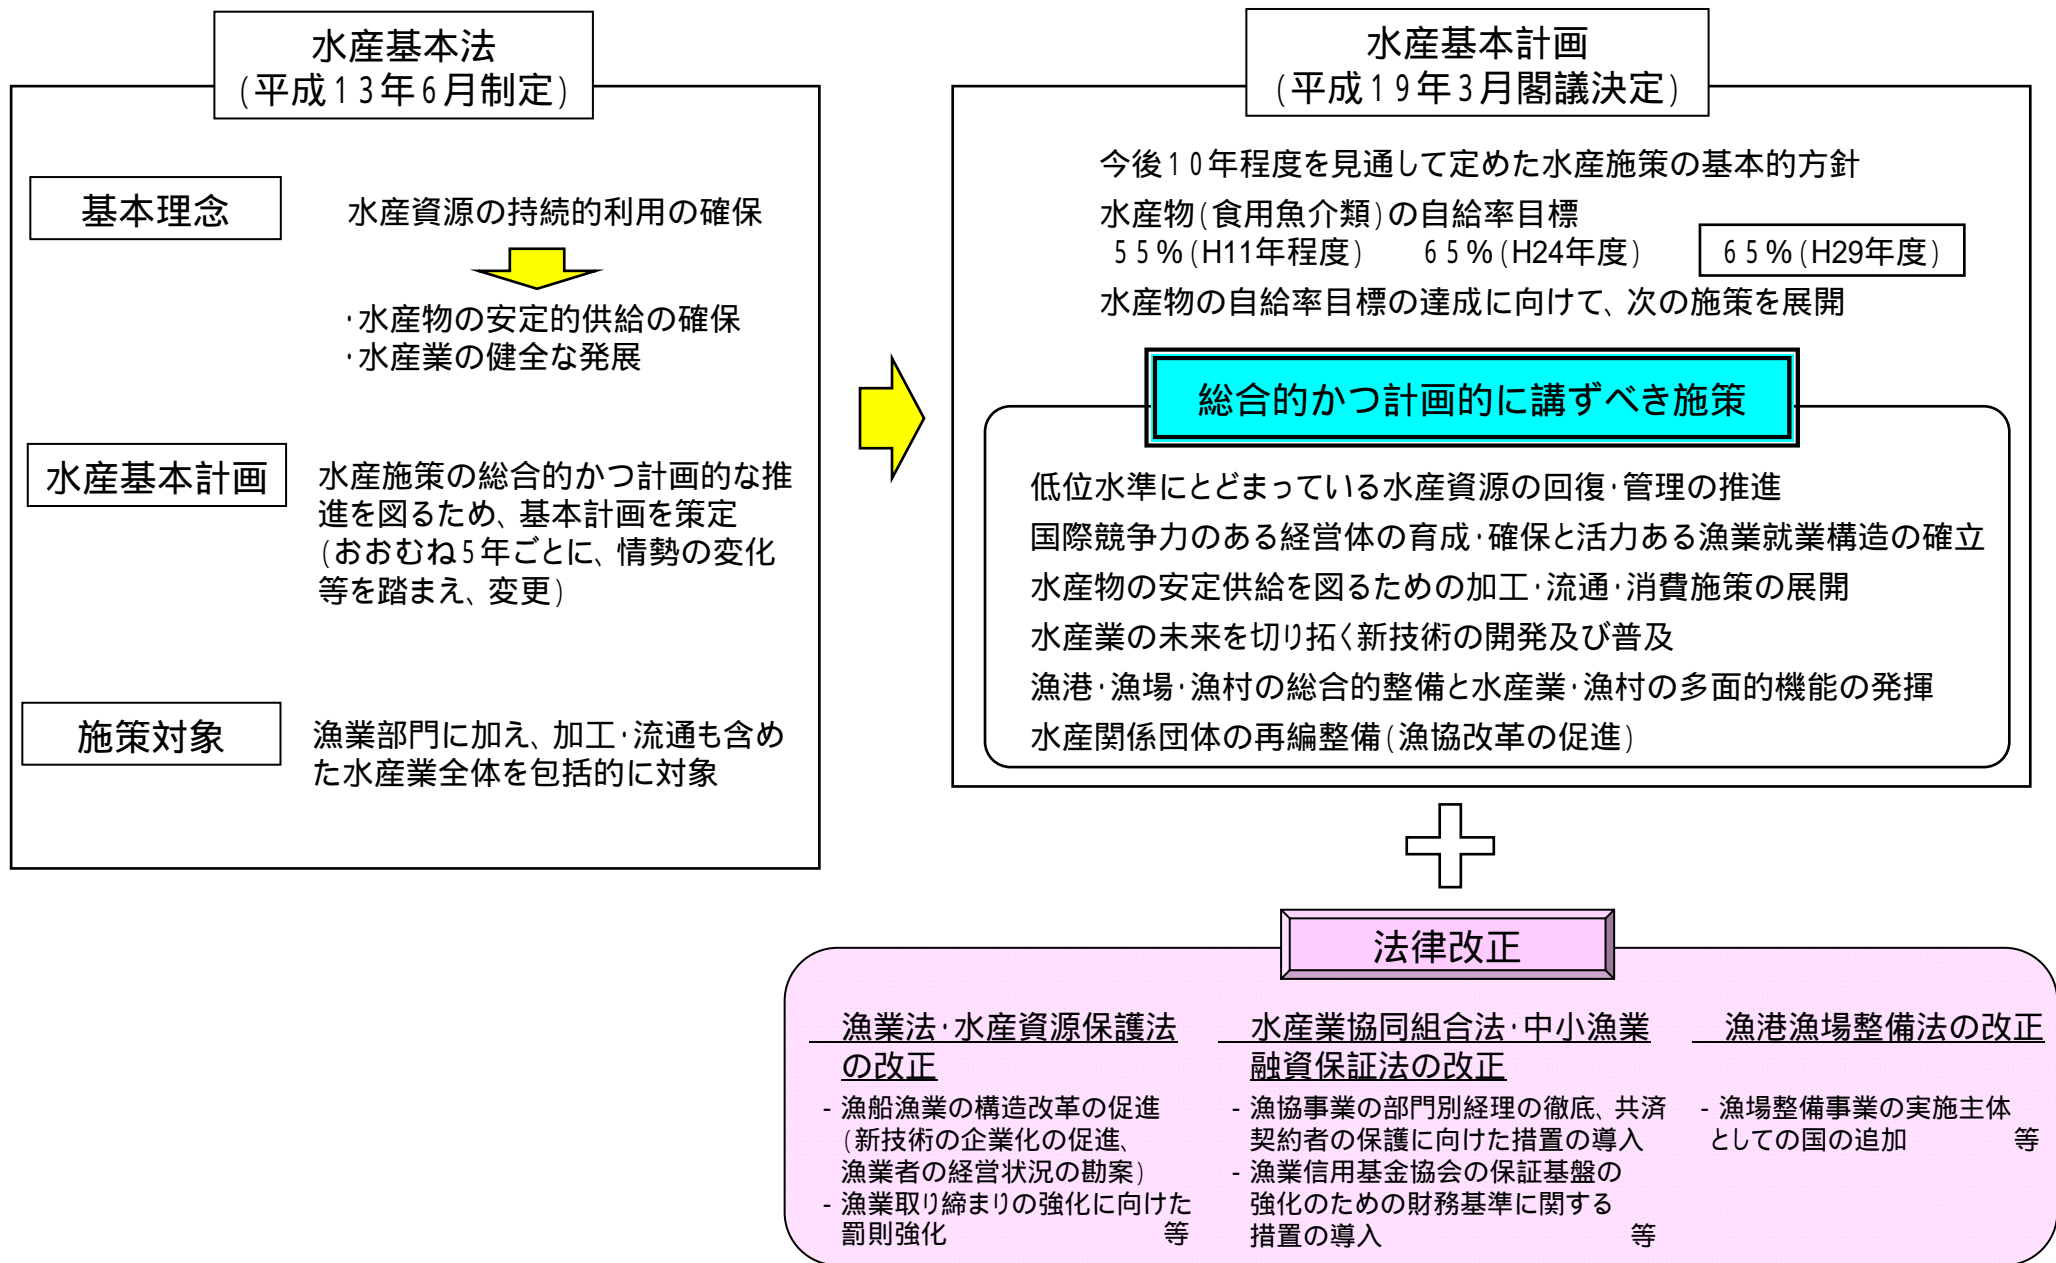 水産基本法
(平成13年6月制定)
基本理念
水産資源の持続的利用の確保
・水産物の安定的供給の確保
・水産業の健全な発展
水産基本計画
水産施策の総合的かつ計画的な推
進を図るため、基本計画を策定
(おおむね5年ごとに、情勢の変化
等を踏まえ、変更)
施策対象
漁業部門に加え、加工・流通も含め
た水産業全体を包括的に対象
水産基本計画
(平成19年3月閣議決定)
今後10年程度を見通して定めた水産施策の基本的方針
水産物(食用魚介類)の自給率目標
55%(H11年程度) 65%(H24年度) 65%(H29年度)
水産物の自給率目標の達成に向けて、次の施策を展開
総合的かつ計画的に講ずべき施策
低位水準にとどまっている水産資源の回復・管理の推進
国際競争力のある経営体の育成・確保と活力ある漁業就業構造の確立
水産物の安定供給を図るための加工・流通・消費施策の展開
水産業の未来を切り拓く新技術の開発及び普及
漁港・漁場・漁村の総合的整備と水産業・漁村の多面的機能の発揮
水産関係団体の再編整備(漁協改革の促進)
法律改正
漁業法・水産資源保護法
の改正
- 漁船漁業の構造改革の促進
(新技術の企業化の促進、
漁業者の経営状況の勘案)
- 漁業取り締まりの強化に向けた
罰則強化 等
水産業協同組合法・中小漁業
融資保証法の改正
- 漁協事業の部門別経理の徹底、共済
契約者の保護に向けた措置の導入
- 漁業信用基金協会の保証基盤の
強化のための財務基準に関する
措置の導入 等
漁港漁場整備法の改正
- 漁場整備事業の実施主体
としての国の追加 等